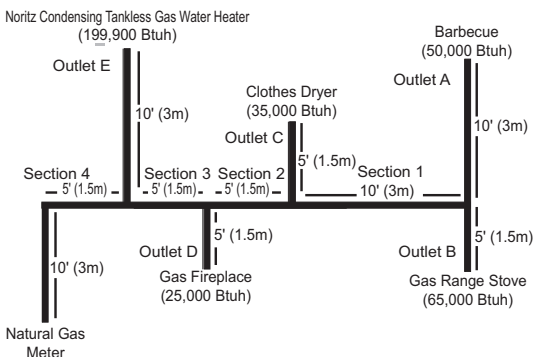 Noritz Condensing Tankless Gas Water Heater
(199,900 Btuh)
Outlet E
10' (3m)
Barbecue
(50,000 Btuh)
Outlet A
10' (3m)
Clothes Dryer
(35,000 Btuh)
Outlet C
5' (1.5m)
Section 4
5' (1.5m)
Section 3
5' (1.5m)
Section 2
5' (1.5m)
Section 1
10' (3m)
10' (3m)
Natural Gas
Meter
Outlet D
5' (1.5m)
Gas Fireplace
(25,000 Btuh)
Outlet B
5' (1.5m)
Gas Range Stove
(65,000 Btuh)